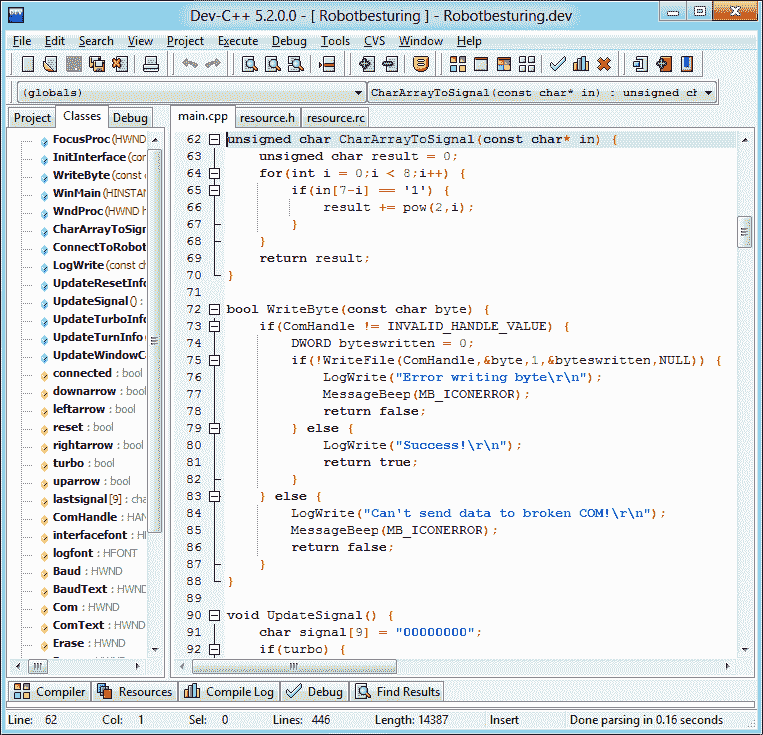 Dev-C++ 5.2.0.0 - [ Robotbesturing ] - Robotbesturing.dev
File Edit Search View Project Execute Debug Tools CVS Window Help
(globals) CharArrayToSignal(const char* in) : unsigned ch
Project Classes Debug
FocusProc (HWND
InitInterface (con
WriteByte (const c
WinMain (HINSTAN
WndProc (HWND h
CharArrayToSign
ConnectToRobot
LogWrite (const ch
UpdateResetInfo
UpdateSignal () :
UpdateTurboInfo
UpdateTurnInfo
UpdateWindowC
connected : bool
downarrow : bool
leftarrow : bool
reset : bool
rightarrow : bool
turbo : bool
uparrow : bool
lastsignal [9] : cha
ComHandle : HAN
interfacefont : HF
logfont : HFONT
Baud : HWND
BaudText : HWND
Com : HWND
ComText : HWND
Erase : HWND
main.cpp resource.h resource.rc
62 unsigned char CharArrayToSignal(const char* in) {
63 unsigned char result = 0;
64 for(int i = 0;i < 8;i++) {
65 if(in[7-i] == '1') {
66 result += pow(2,i);
67 }
68 }
69 return result;
70 }
71
72 bool WriteByte(const char byte) {
73 if(ComHandle != INVALID_HANDLE_VALUE) {
74 DWORD byteswritten = 0;
75 if(!WriteFile(ComHandle,&byte,1,&byteswritten,NULL)) {
76 LogWrite("Error writing byte\r\n");
77 MessageBeep(MB_ICONERROR);
78 return false;
79 } else {
80 LogWrite("Success!\r\n");
81 return true;
82 }
83 } else {
84 LogWrite("Can't send data to broken COM!\r\n");
85 MessageBeep(MB_ICONERROR);
86 return false;
87 }
88 }
89
90 void UpdateSignal() {
91 char signal[9] = "00000000";
92 if(turbo) {
Compiler Resources Compile Log Debug Find Results
Line: 62 Col: 1 Sel: 0 Lines: 446 Length: 14387 Insert Done parsing in 0.16 seconds